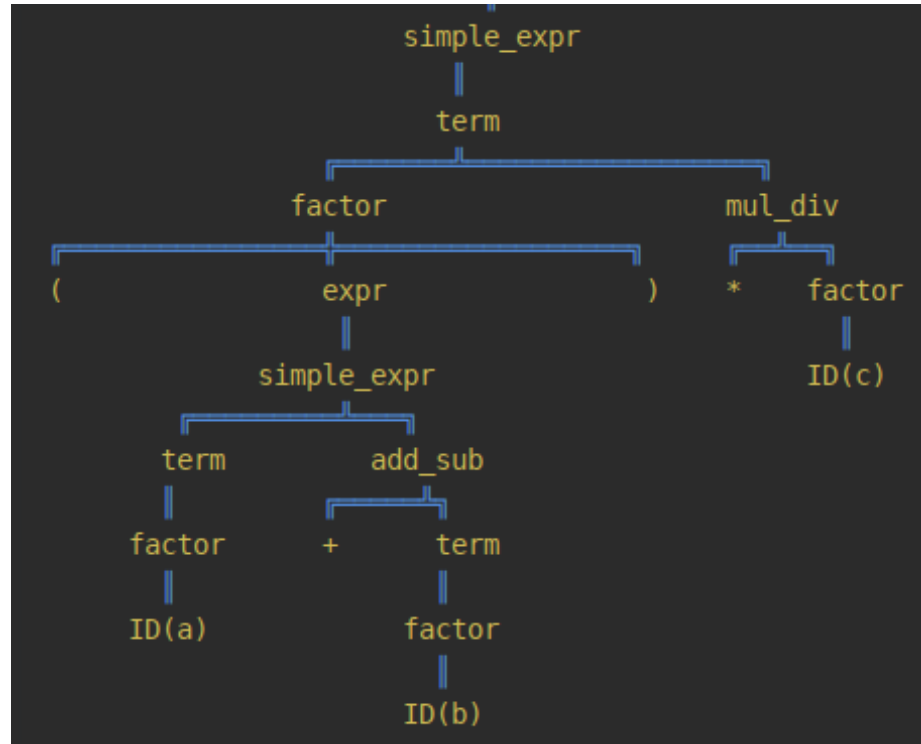 simple_expr
term
factor mul_div
( expr ) * factor
simple_expr ID(c)
term add_sub
factor + term
ID(a) factor
ID(b)